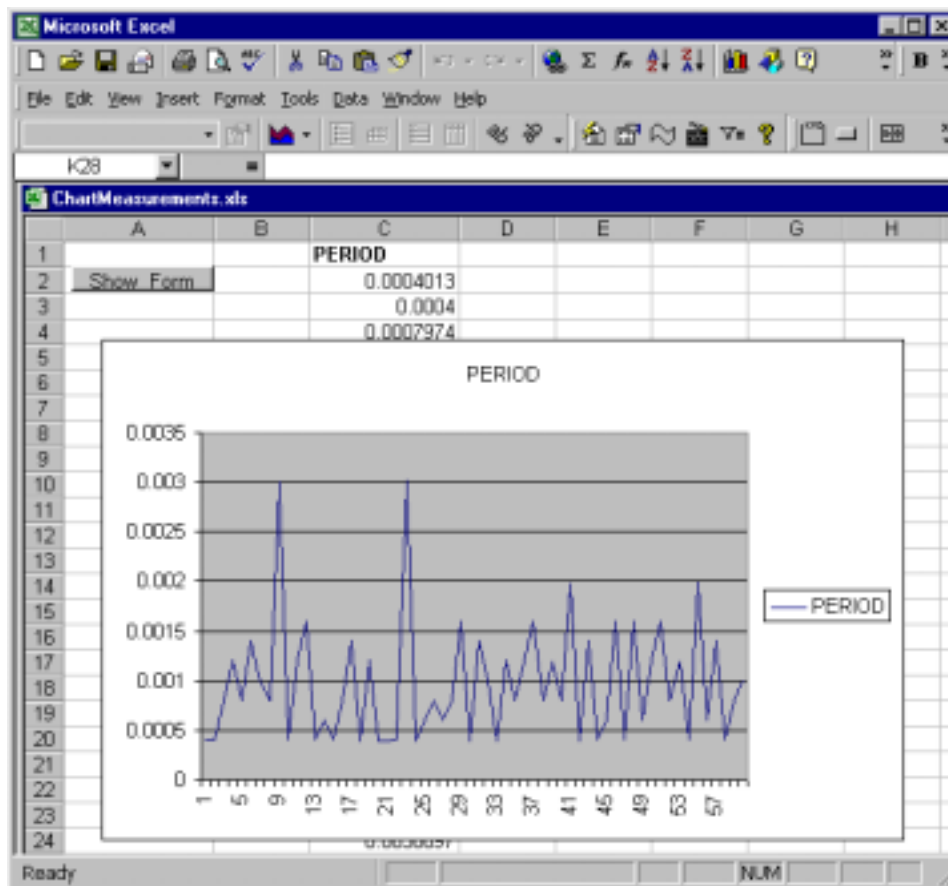 Microsoft Excel
File Edit View Insert Format Tools Data Window Help
K28 =
ChartMeasurements.xls
A B C D E F G H
1 PERIOD
2 Show Form 0.0004013
3 0.0004
4 0.0007974
5
6
7
8
9
10
11
12
13
14
15
16
17
18
19
20
21
22
23
24
PERIOD
0.0035
0.003
0.0025
0.002
0.0015
0.001
0.0005
0
1 5 9 13 17 21 25 29 33 37 41 45 49 53 57
PERIOD
Ready NUM